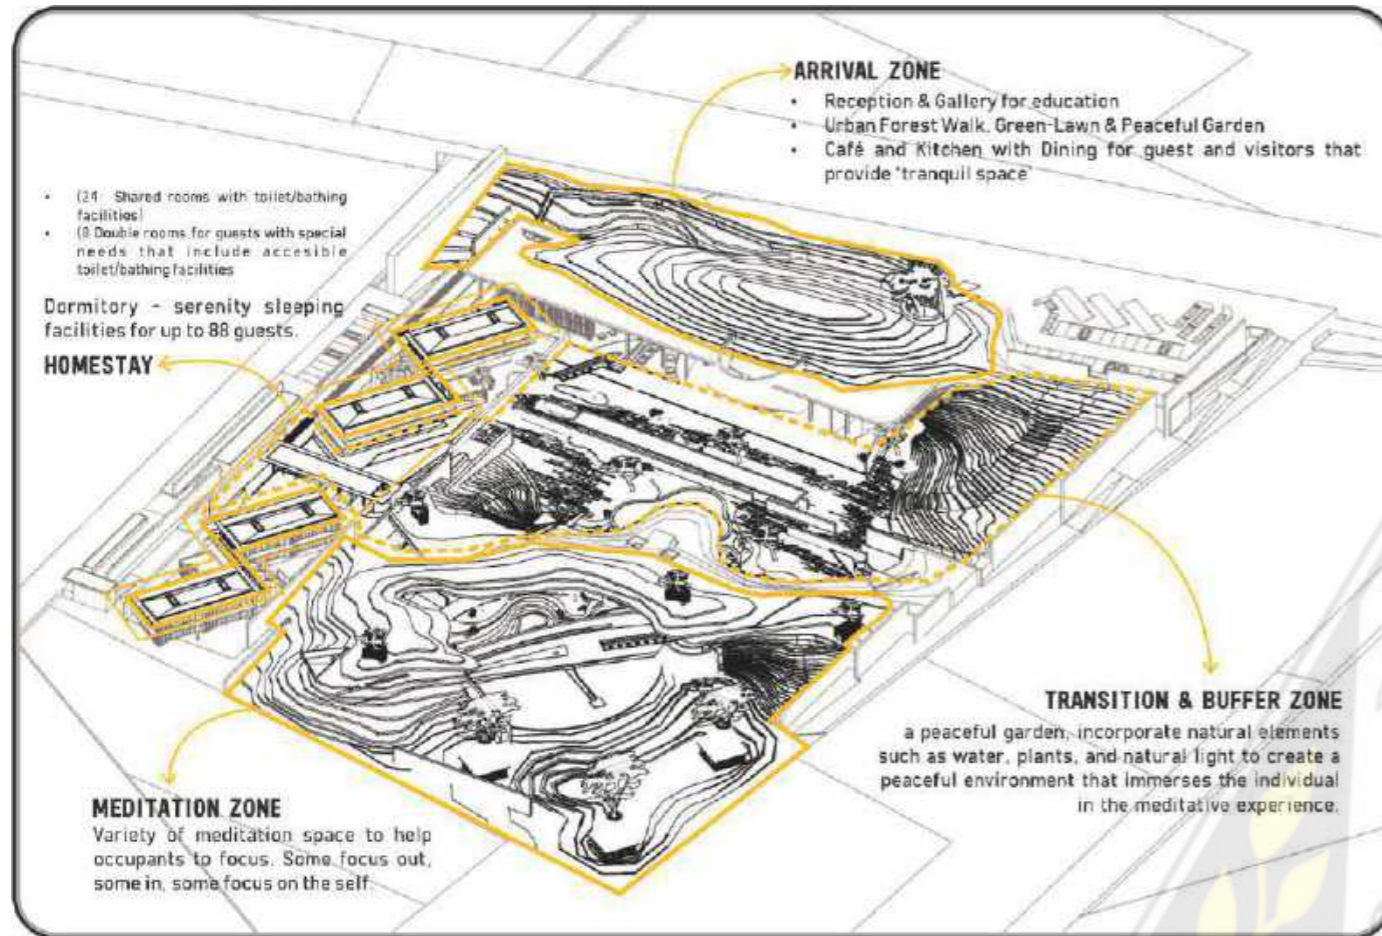 ARRIVAL ZONE
• Reception & Gallery for education
• Urban Forest Walk, Green-Lawn & Peaceful Garden
• Café and Kitchen with Dining for guest and visitors that
provide "tranquil space"
• (24 Shared rooms with toilet/bathing
facilities)
• (8 Double rooms for guests with special
needs that include accesible
toilet/bathing facilities
Dormitory - serenity sleeping
facilities for up to 88 guests.
HOMESTAY
TRANSITION & BUFFER ZONE
a peaceful garden, incorporate natural elements
such as water, plants, and natural light to create a
peaceful environment that immerses the individual
in the meditative experience.
MEDITATION ZONE
Variety of meditation space to help
occupants to focus. Some focus out,
some in, some focus on the self.